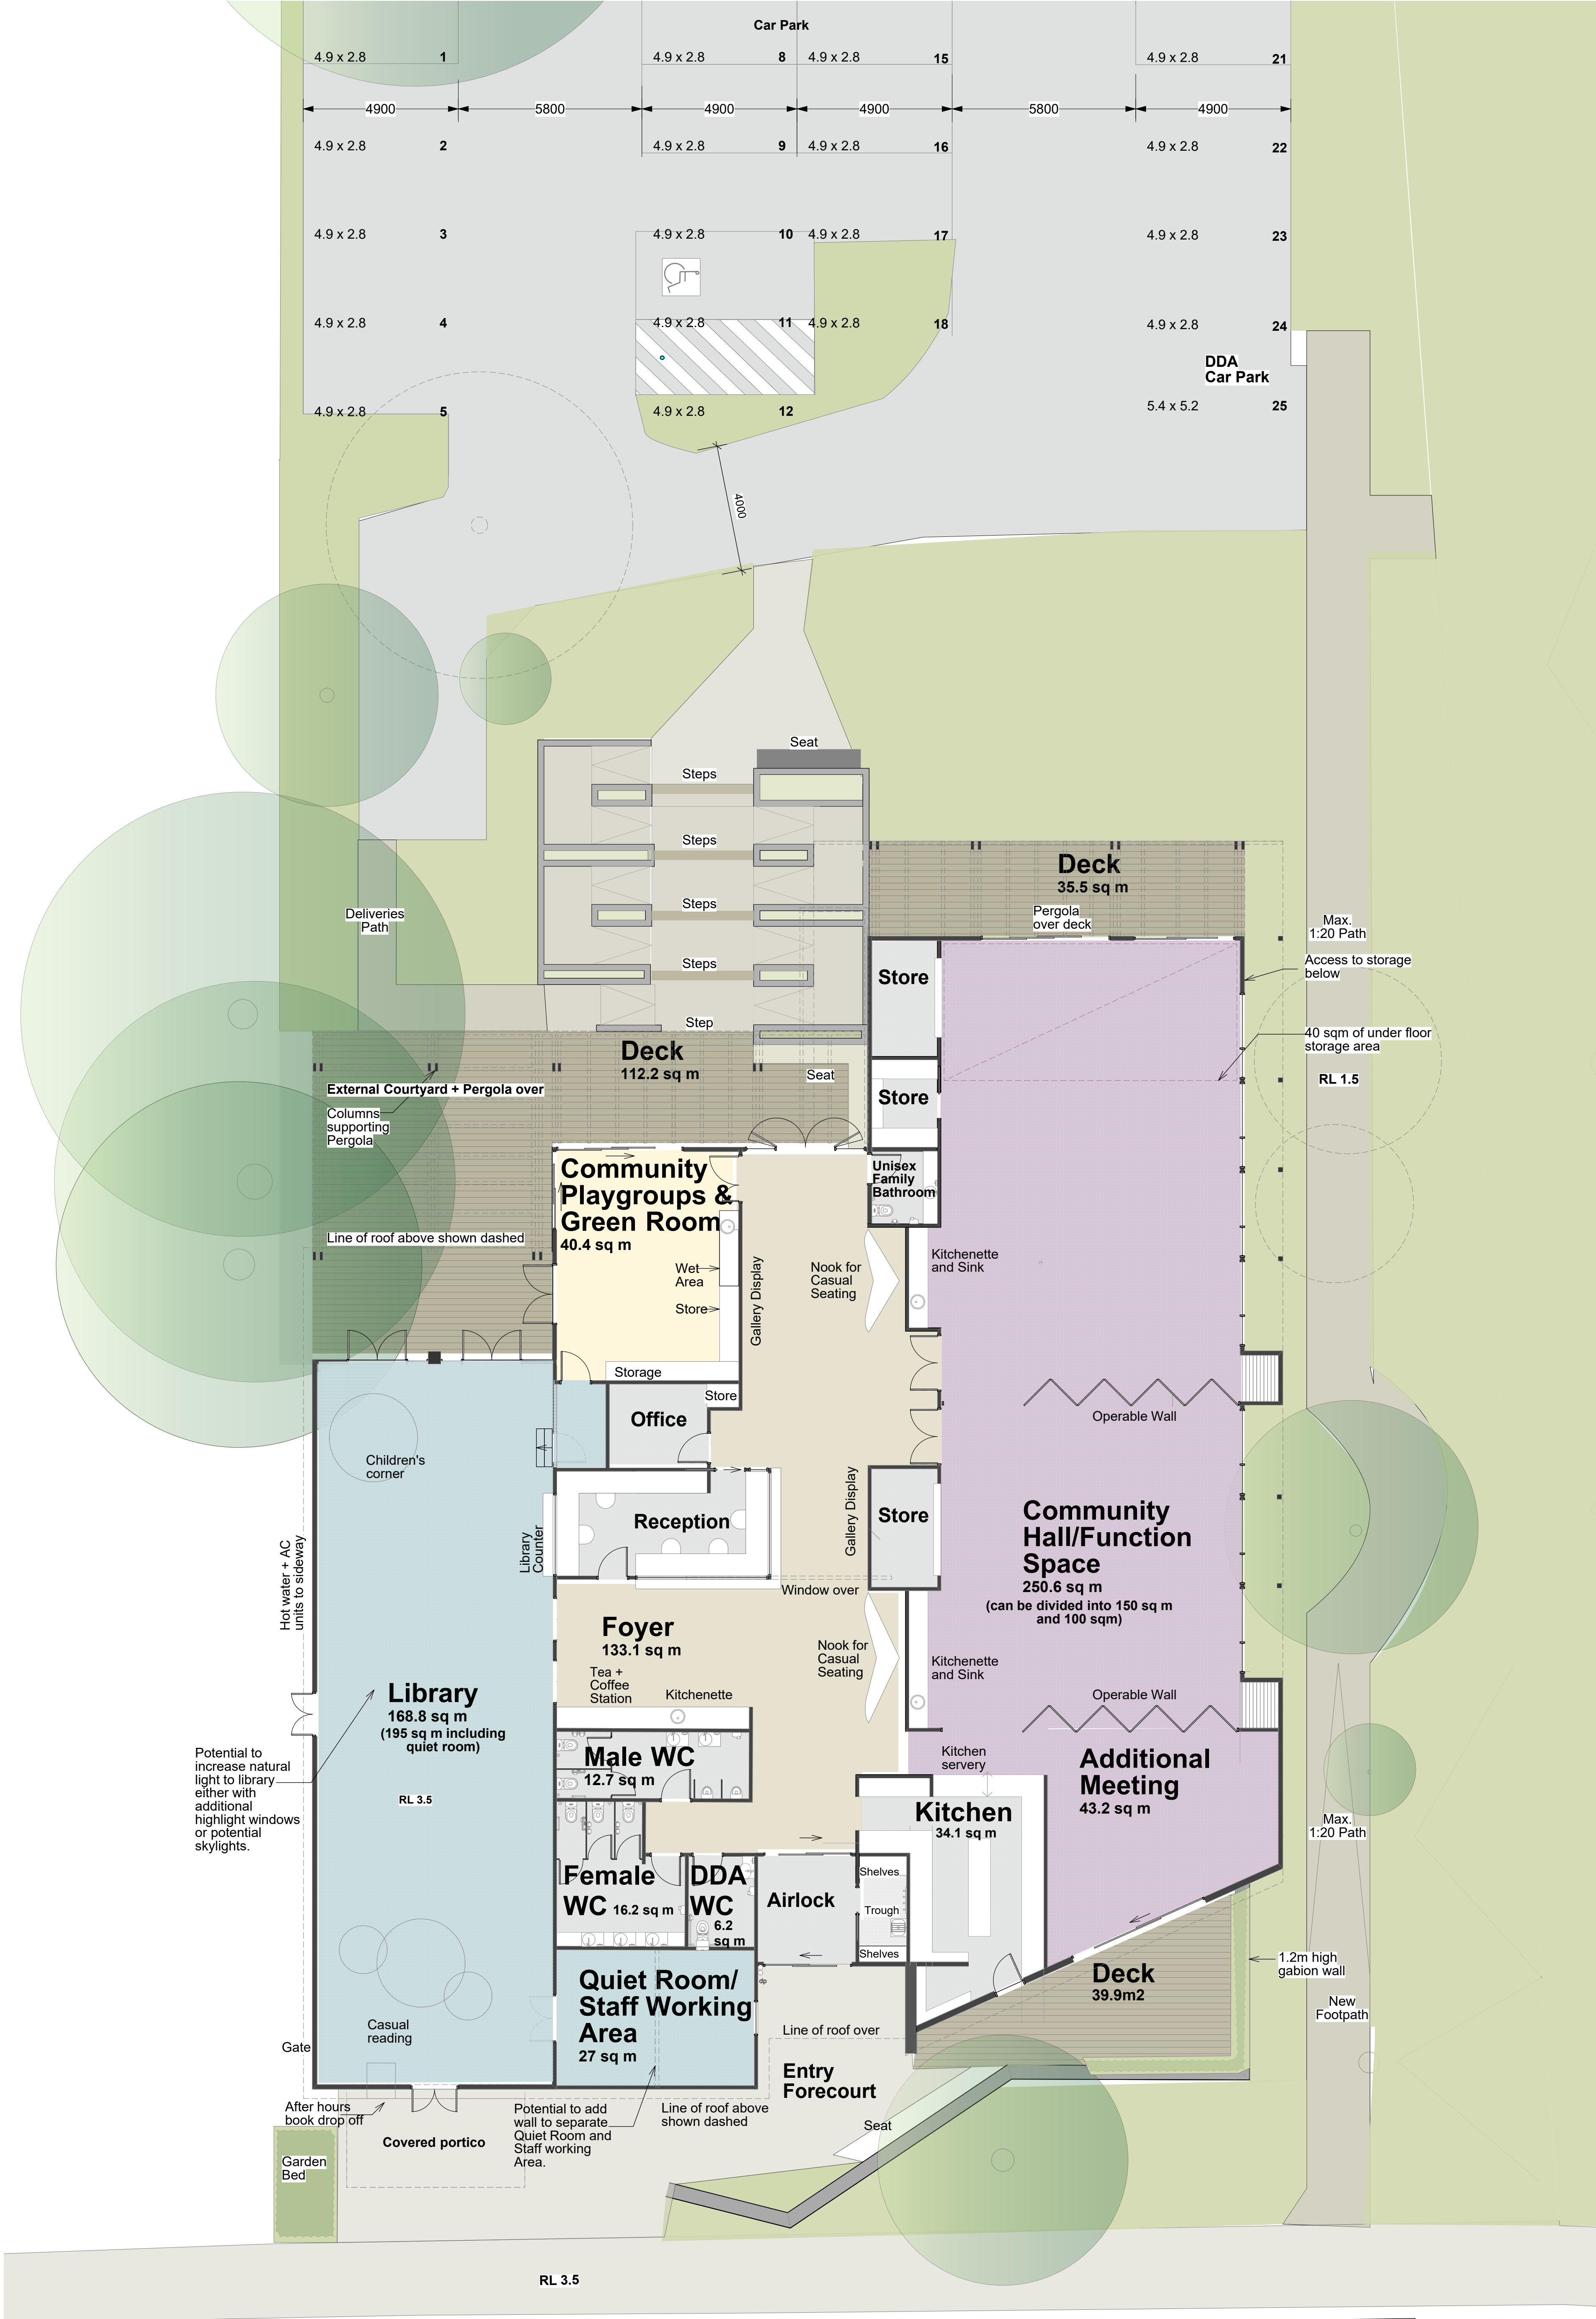 Car Park
4.9 x 2.8 1 4.9 x 2.8 8 4.9 x 2.8 15 4.9 x 2.8 21
4900 5800 4900 4900 5800 4900
4.9 x 2.8 2 4.9 x 2.8 9 4.9 x 2.8 16 4.9 x 2.8 22
4.9 x 2.8 3 4.9 x 2.8 10 4.9 x 2.8 17 4.9 x 2.8 23
4.9 x 2.8 4 4.9 x 2.8 11 4.9 x 2.8 18 4.9 x 2.8 24
DDA
Car Park
4.9 x 2.8 5 4.9 x 2.8 12 5.4 x 5.2 25
4000
Seat
Steps
Steps
Steps
Steps
Step
Deck
35.5 sq m
Pergola
over deck
Deliveries
Path
Max.
1:20 Path
Access to storage
below
40 sqm of under floor
storage area
RL 1.5
Store
Store
Deck
112.2 sq m
Seat
External Courtyard + Pergola over
Columns
supporting
Pergola
Line of roof above shown dashed
Community
Playgroups &
Green Room
40.4 sq m
Wet
Area
Store
Storage
Unisex
Family
Bathroom
Gallery Display
Nook for
Casual
Seating
Kitchenette
and Sink
Operable Wall
Store
Office
Children's
corner
Reception
Library
Counter
Gallery Display
Store
Window over
Community
Hall/Function
Space
250.6 sq m
(can be divided into 150 sq m
and 100 sqm)
Hot water + AC
units to sideway
Foyer
133.1 sq m
Tea +
Coffee
Station
Kitchenette
Nook for
Casual
Seating
Kitchenette
and Sink
Operable Wall
Library
168.8 sq m
(195 sq m including
quiet room)
RL 3.5
Potential to
increase natural
light to library
either with
additional
highlight windows
or potential
skylights.
Male WC
12.7 sq m
Kitchen
servery
Additional
Meeting
43.2 sq m
Kitchen
34.1 sq m
Max.
1:20 Path
Female
WC 16.2 sq m
DDA
WC
6.2
sq m
Airlock
Shelves
Trough
Shelves
Deck
39.9m2
1.2m high
gabion wall
New
Footpath
Quiet Room/
Staff Working
Area
27 sq m
dp
Line of roof over
Entry
Forecourt
Casual
reading
Gate
After hours
book drop off
Covered portico
Potential to add
wall to separate
Quiet Room and
Staff working
Area.
Line of roof above
shown dashed
Seat
Garden
Bed
RL 3.5